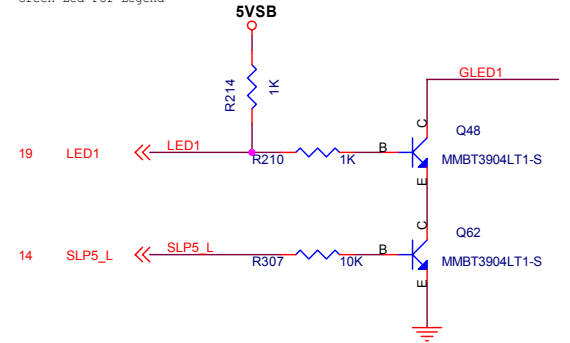 Green Led For Legend
5VSB
R214
1K
GLED1
C
Q48
19 LED1 LED1 R210 1K B MMBT3904LT1-S
E
C
Q62
14 SLP5_L SLP5_L R307 10K B MMBT3904LT1-S
E